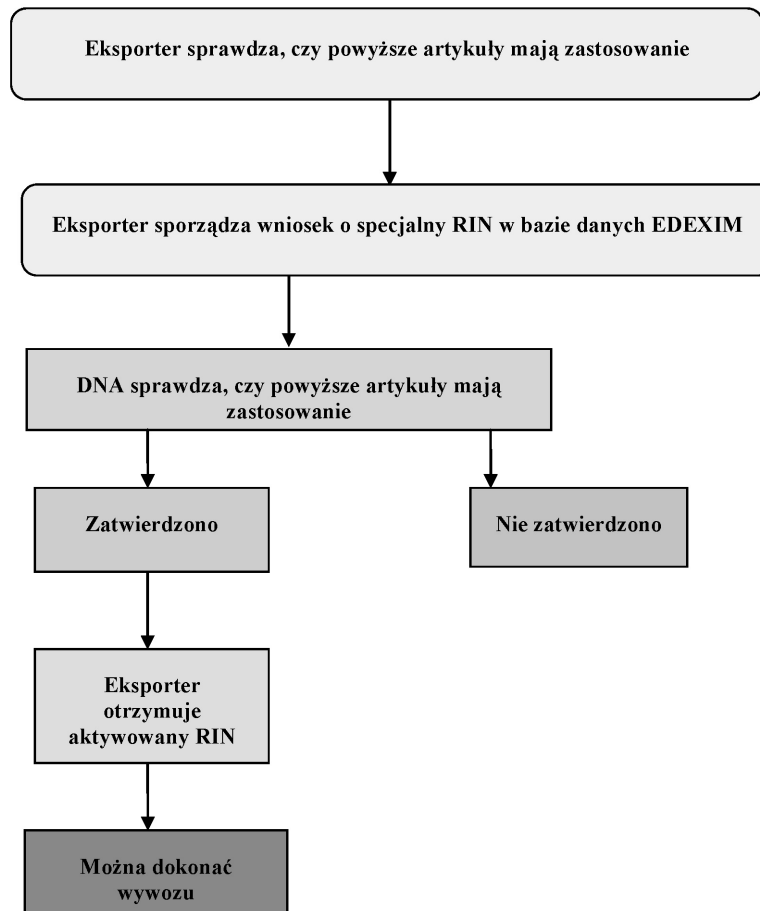 Eksporter sprawdza, czy powyższe artykuły mają zastosowanie
Eksporter sporządza wniosek o specjalny RIN w bazie danych EDEXIM
DNA sprawdza, czy powyższe artykuły mają
zastosowanie
Zatwierdzono
Nie zatwierdzono
Eksporter
otrzymuje
aktywowany RIN
Można dokonać
wywozu